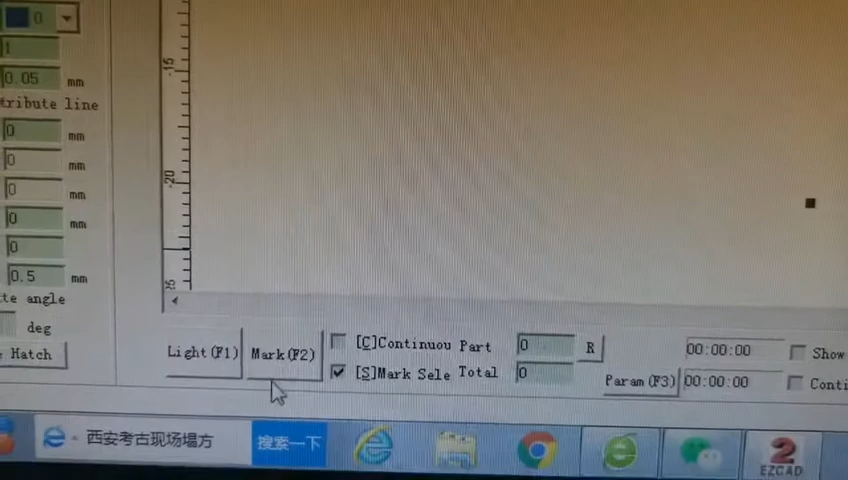 0
1
0.05 mm
tribute line
0 mm
0 mm
0 mm
0 mm
0
0.5 mm
te angle
deg
Hatch
-15
-20
Light(F1) Mark(F2) [C]Continuou Part 0 R 00:00:00 Show
[S]Mark Sele Total 0 Param(F3) 00:00:00 Conti
西安考古现场塌方 搜索一下
2
EZCAD